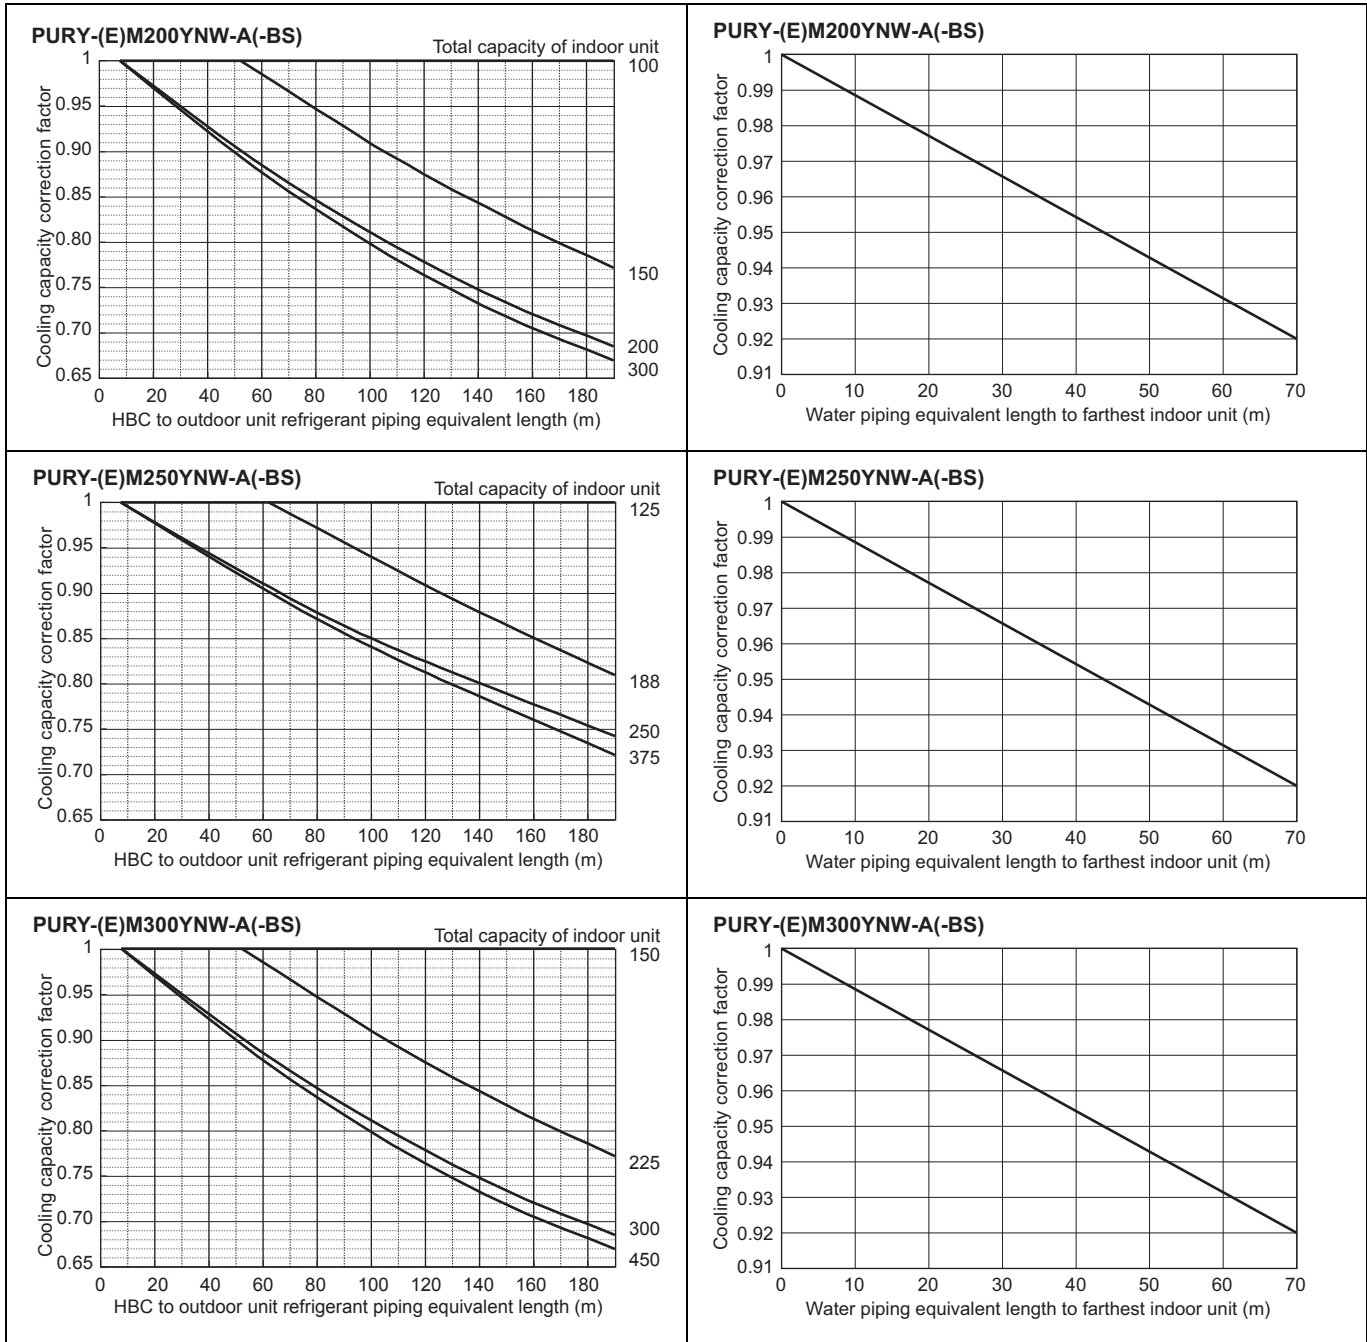 PURY-(E)M200YNW-A(-BS)
Total capacity of indoor unit
Cooling capacity correction factor
1
0.95
0.90
0.85
0.80
0.75
0.70
0.65
100
150
200
300
0 20 40 60 80 100 120 140 160 180
HBC to outdoor unit refrigerant piping equivalent length (m)
PURY-(E)M200YNW-A(-BS)
Cooling capacity correction factor
1
0.99
0.98
0.97
0.96
0.95
0.94
0.93
0.92
0.91
0 10 20 30 40 50 60 70
Water piping equivalent length to farthest indoor unit (m)
PURY-(E)M250YNW-A(-BS)
Total capacity of indoor unit
Cooling capacity correction factor
1
0.95
0.90
0.85
0.80
0.75
0.70
0.65
125
188
250
375
0 20 40 60 80 100 120 140 160 180
HBC to outdoor unit refrigerant piping equivalent length (m)
PURY-(E)M250YNW-A(-BS)
Cooling capacity correction factor
1
0.99
0.98
0.97
0.96
0.95
0.94
0.93
0.92
0.91
0 10 20 30 40 50 60 70
Water piping equivalent length to farthest indoor unit (m)
PURY-(E)M300YNW-A(-BS)
Total capacity of indoor unit
Cooling capacity correction factor
1
0.95
0.90
0.85
0.80
0.75
0.70
0.65
150
225
300
450
0 20 40 60 80 100 120 140 160 180
HBC to outdoor unit refrigerant piping equivalent length (m)
PURY-(E)M300YNW-A(-BS)
Cooling capacity correction factor
1
0.99
0.98
0.97
0.96
0.95
0.94
0.93
0.92
0.91
0 10 20 30 40 50 60 70
Water piping equivalent length to farthest indoor unit (m)